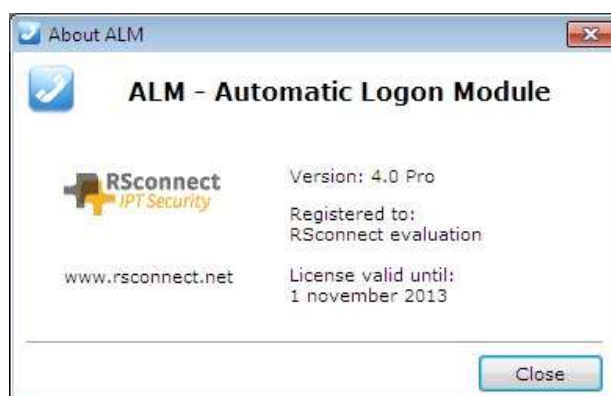 About ALM
ALM - Automatic Logon Module
RSconnect
IPT Security
www.rsconnect.net
Version: 4.0 Pro
Registered to:
RSconnect evaluation
License valid until:
1 november 2013
Close